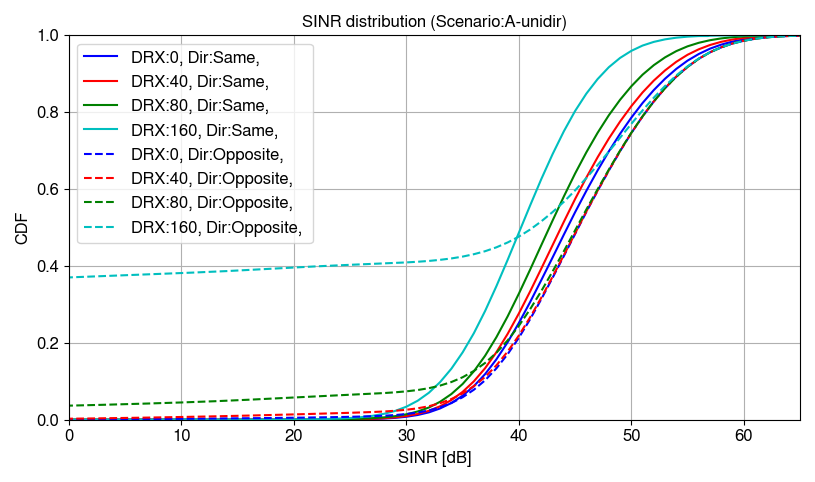 SINR distribution (Scenario:A-unidir)
1.0
0.8
0.6
0.4
0.2
0.0
CDF
DRX:0, Dir:Same,
DRX:40, Dir:Same,
DRX:80, Dir:Same,
DRX:160, Dir:Same,
DRX:0, Dir:Opposite,
DRX:40, Dir:Opposite,
DRX:80, Dir:Opposite,
DRX:160, Dir:Opposite,
0 10 20 30 40 50 60
SINR [dB]